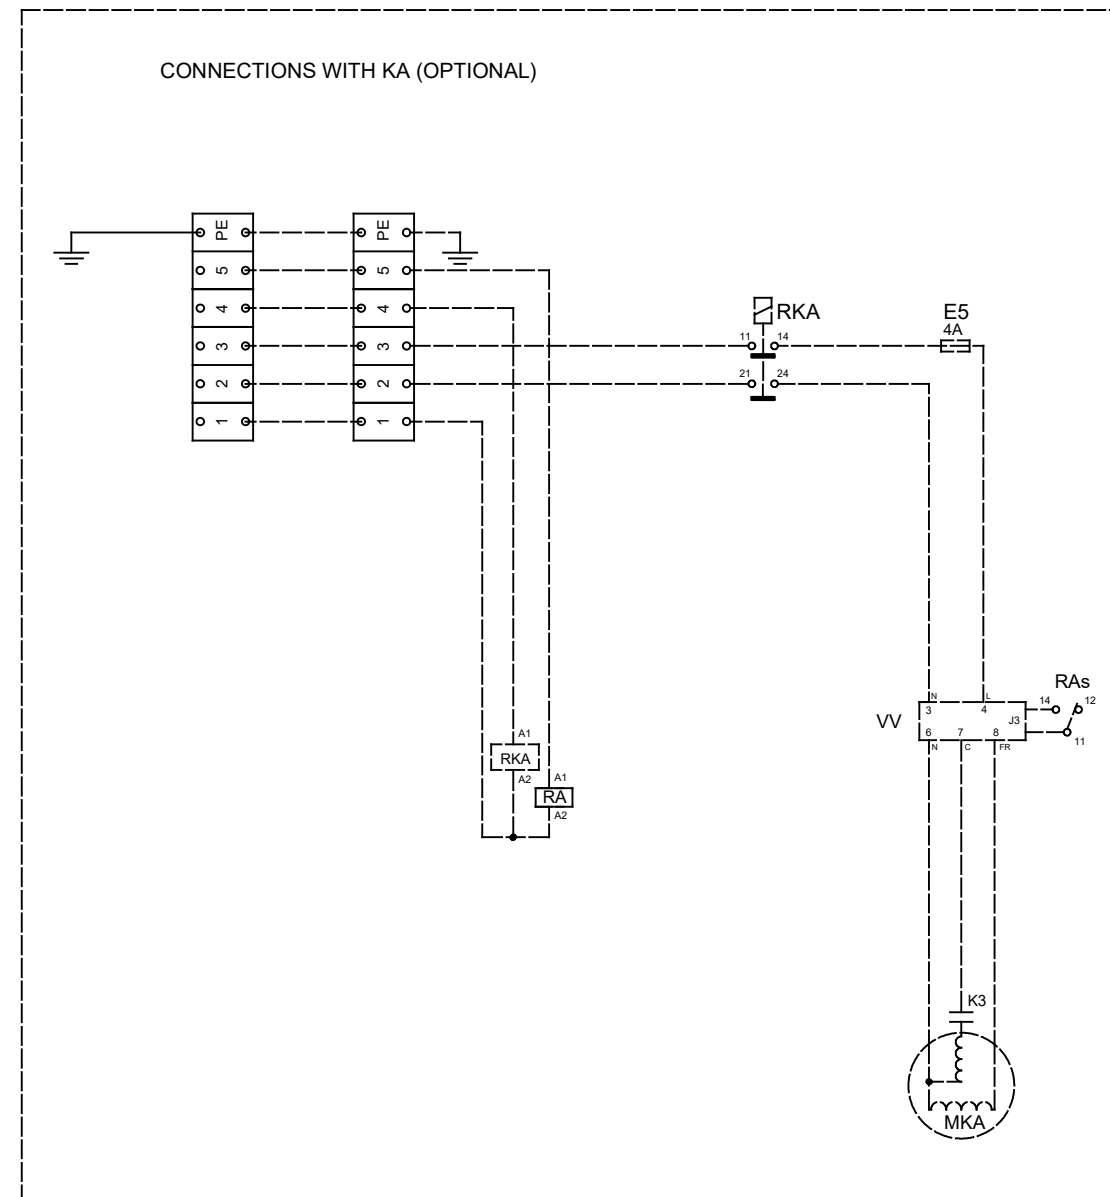 CONNECTIONS WITH KA (OPTIONAL)
PE PE
5 5
4 4
3 3
2 2
1 1
RKA
11 14
21 24
E5
4A
RAs
14 12
11
VV
N L
3 4
J3
6 7 8
N C FR
A1
RKA
A2
A1
RA
A2
K3
MKA